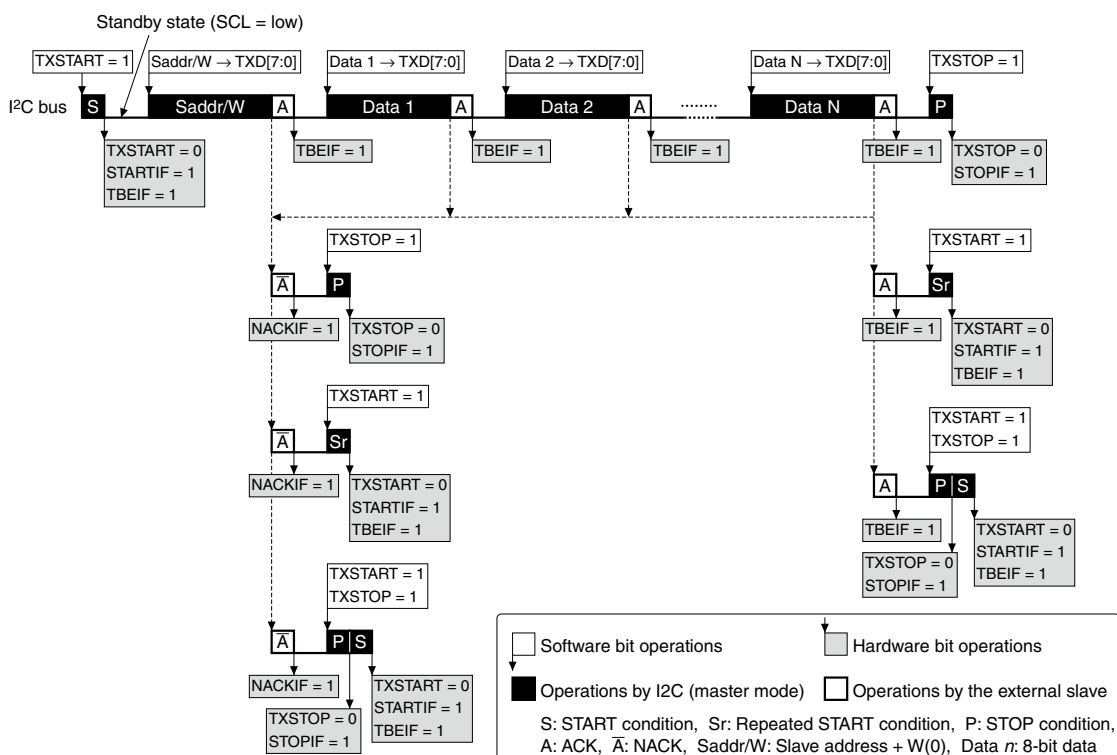 Standby state (SCL = low)
TXSTART = 1
Saddr/W → TXD[7:0]
Data 1 → TXD[7:0]
Data 2 → TXD[7:0]
Data N → TXD[7:0]
TXSTOP = 1
I²C bus
S
Saddr/W
A
Data 1
A
Data 2
A
........
Data N
A
P
TXSTART = 0
STARTIF = 1
TBEIF = 1
TBEIF = 1
TBEIF = 1
TBEIF = 1
TBEIF = 1
TXSTOP = 0
STOPIF = 1
TXSTOP = 1
A̅
P
NACKIF = 1
TXSTOP = 0
STOPIF = 1
TXSTART = 1
A
Sr
TBEIF = 1
TXSTART = 0
STARTIF = 1
TBEIF = 1
TXSTART = 1
A̅
Sr
NACKIF = 1
TXSTART = 0
STARTIF = 1
TBEIF = 1
TXSTART = 1
TXSTOP = 1
A
P
S
TBEIF = 1
TXSTOP = 0
STOPIF = 1
TXSTART = 0
STARTIF = 1
TBEIF = 1
TXSTART = 1
TXSTOP = 1
A̅
P
S
NACKIF = 1
TXSTOP = 0
STOPIF = 1
TXSTART = 0
STARTIF = 1
TBEIF = 1
Software bit operations
Hardware bit operations
Operations by I2C (master mode)
Operations by the external slave
S: START condition, Sr: Repeated START condition, P: STOP condition,
A: ACK, A̅: NACK, Saddr/W: Slave address + W(0), Data n: 8-bit data